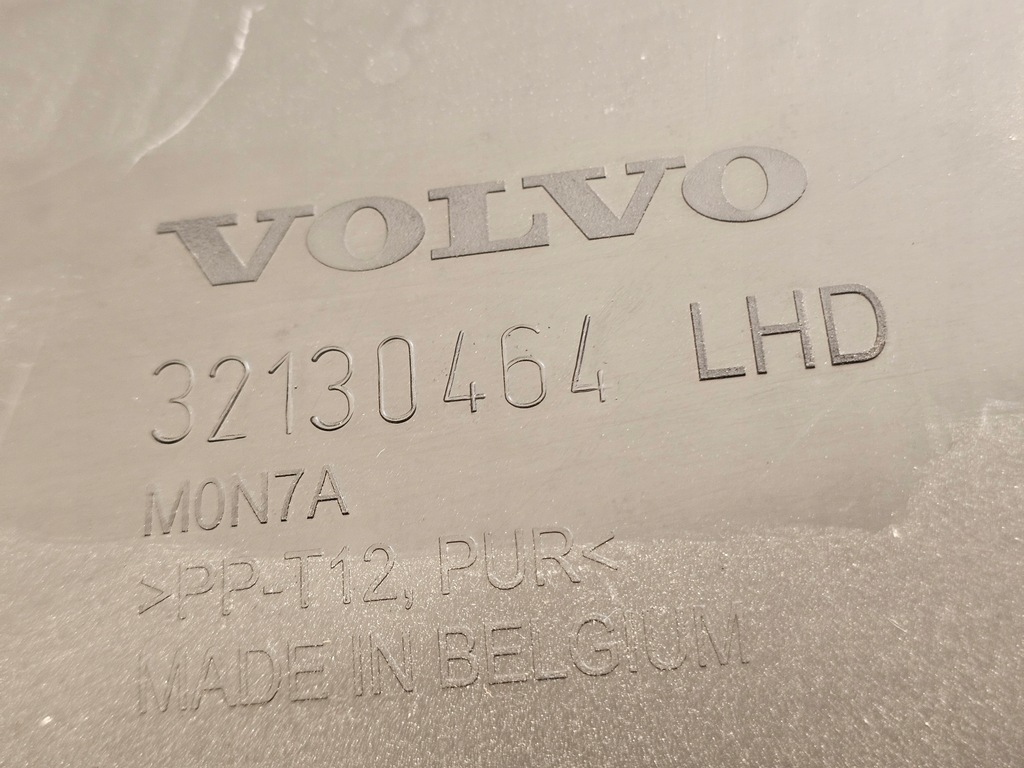 VOLVO
32130464 LHD
M0N7A
>PP-T12, PUR<
MADE IN BELGIUM